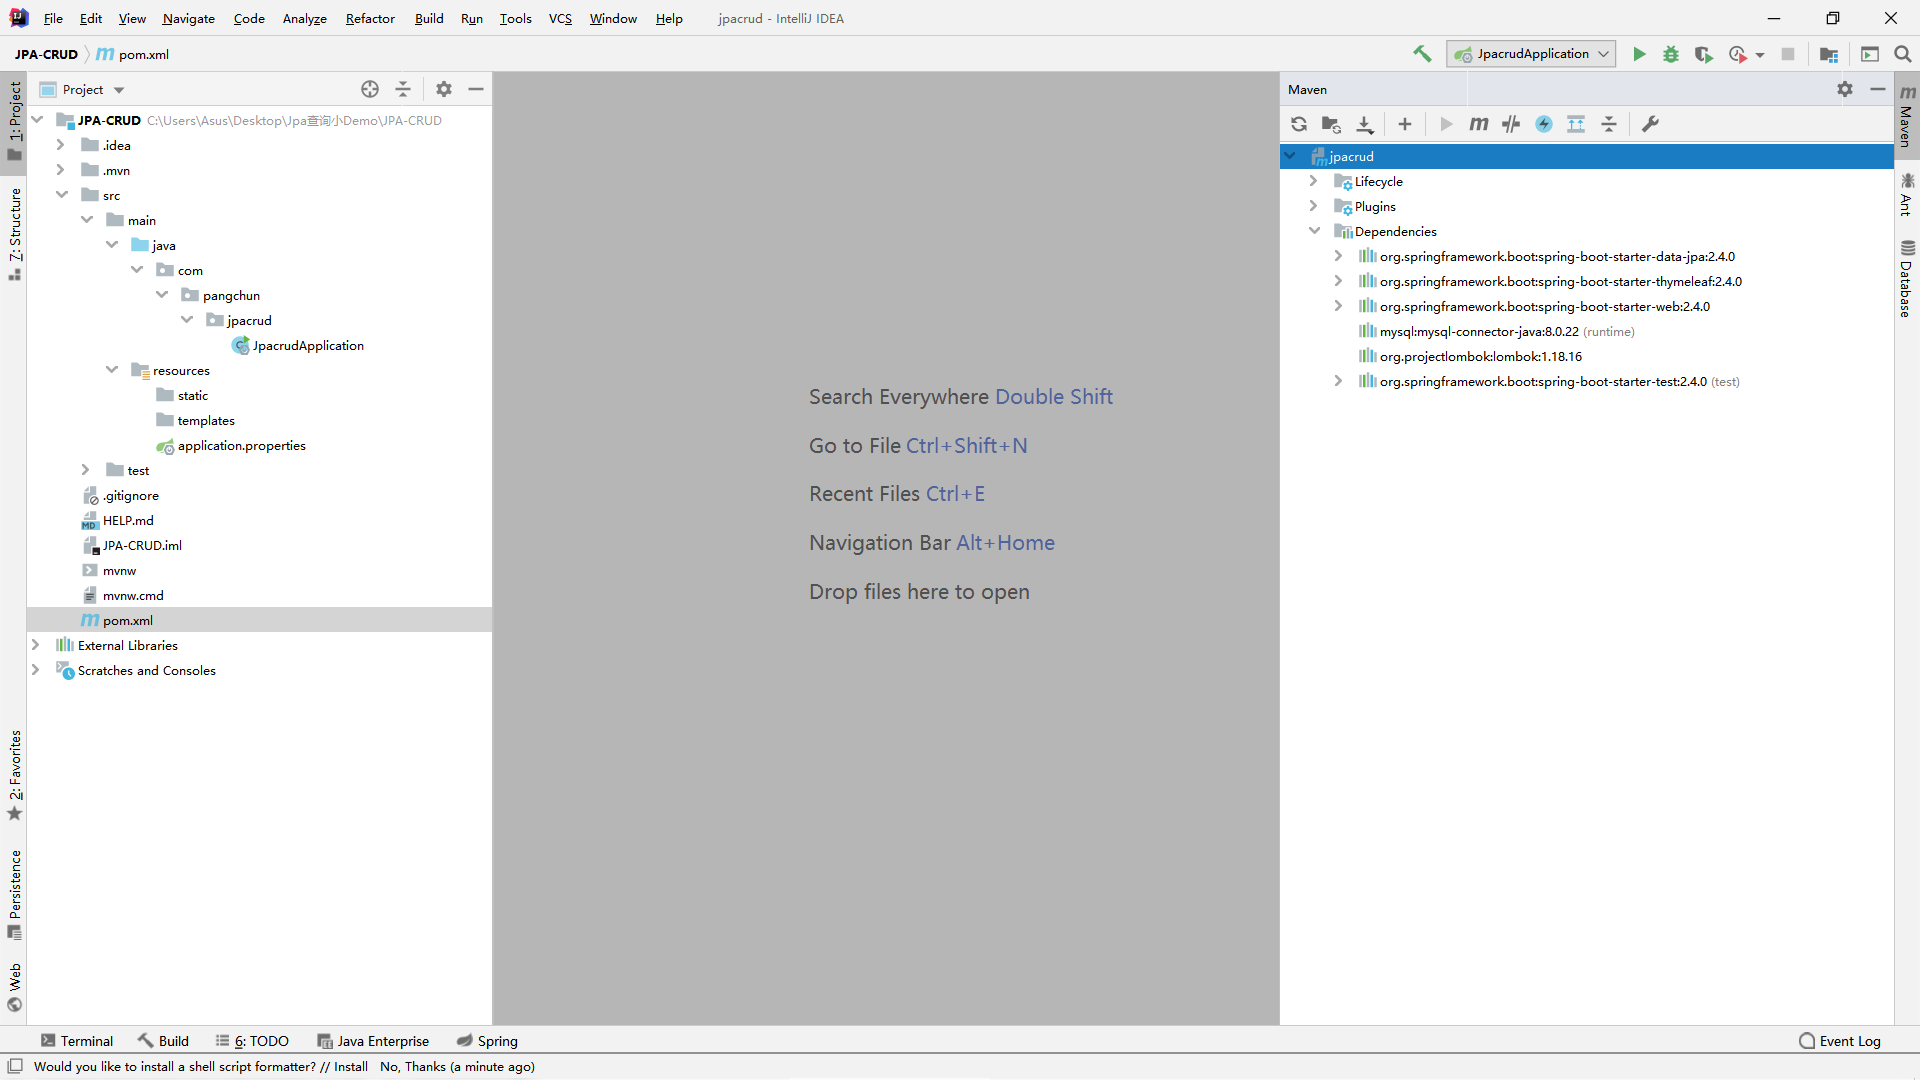 File Edit View Navigate Code Analyze Refactor Build Run Tools VCS Window Help jpacrud - IntelliJ IDEA
JPA-CRUD pom.xml JpacrudApplication
1: Project
Z: Structure
2: Favorites
Persistence
Web
Project
JPA-CRUD C:\Users\Asus\Desktop\Jpa查询小Demo\JPA-CRUD
.idea
.mvn
src
main
java
com
pangchun
jpacrud
JpacrudApplication
resources
static
templates
application.properties
test
.gitignore
HELP.md
JPA-CRUD.iml
mvnw
mvnw.cmd
pom.xml
External Libraries
Scratches and Consoles
Search Everywhere Double Shift
Go to File Ctrl+Shift+N
Recent Files Ctrl+E
Navigation Bar Alt+Home
Drop files here to open
Maven
jpacrud
Lifecycle
Plugins
Dependencies
org.springframework.boot:spring-boot-starter-data-jpa:2.4.0
org.springframework.boot:spring-boot-starter-thymeleaf:2.4.0
org.springframework.boot:spring-boot-starter-web:2.4.0
mysql:mysql-connector-java:8.0.22 (runtime)
org.projectlombok:lombok:1.18.16
org.springframework.boot:spring-boot-starter-test:2.4.0 (test)
Maven
Ant
Database
Terminal Build 6: TODO Java Enterprise Spring Event Log
Would you like to install a shell script formatter? // Install No, Thanks (a minute ago)